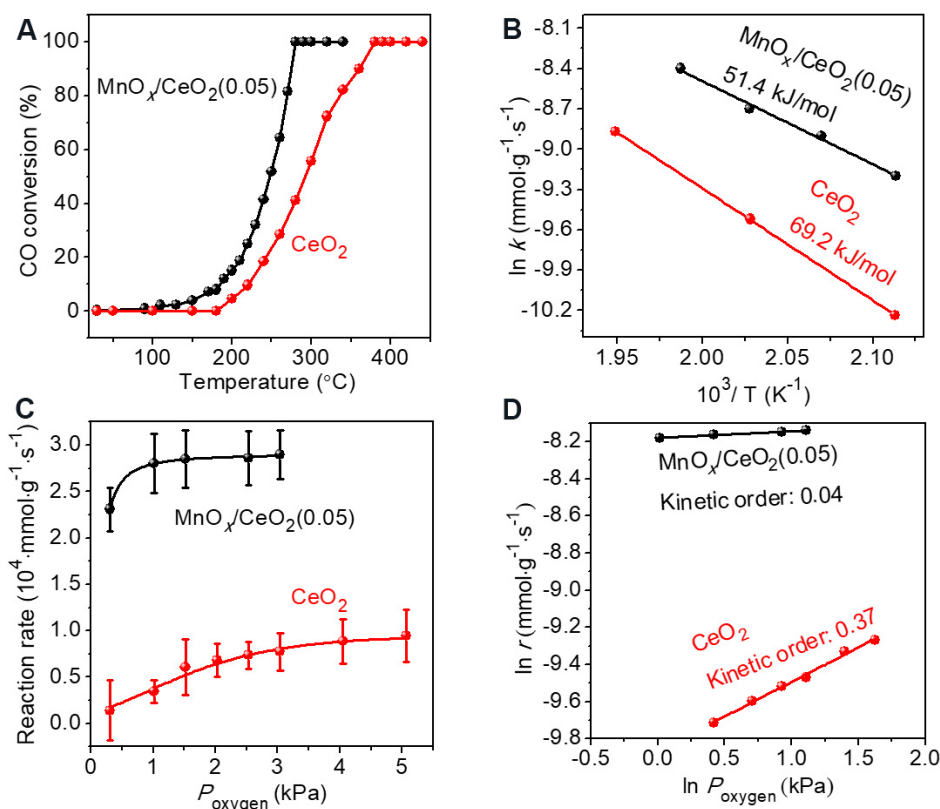 A
CO conversion (%)
100
80
60
40
20
0
MnOₓ/CeO₂(0.05)
CeO₂
100
200
300
400
Temperature (°C)
B
ln k (mmol·g⁻¹·s⁻¹)
-8.4
-8.7
-9.0
-9.3
-9.6
-9.9
-10.2
MnOₓ/CeO₂(0.05)
51.4 kJ/mol
CeO₂
69.2 kJ/mol
1.95
2.00
2.05
2.10
10³/ T (K⁻¹)
C
Reaction rate (10⁴·mmol·g⁻¹·s⁻¹)
3.0
2.5
2.0
1.5
1.0
0.5
0.0
MnOₓ/CeO₂(0.05)
CeO₂
0
1
2
3
4
5
P oxygen (kPa)
D
ln r (mmol·g⁻¹·s⁻¹)
-8.2
-8.4
-8.6
-8.8
-9.0
-9.2
-9.4
-9.6
-9.8
MnOₓ/CeO₂(0.05)
Kinetic order: 0.04
CeO₂
Kinetic order: 0.37
-0.5
0.0
0.5
1.0
1.5
2.0
ln P oxygen (kPa)